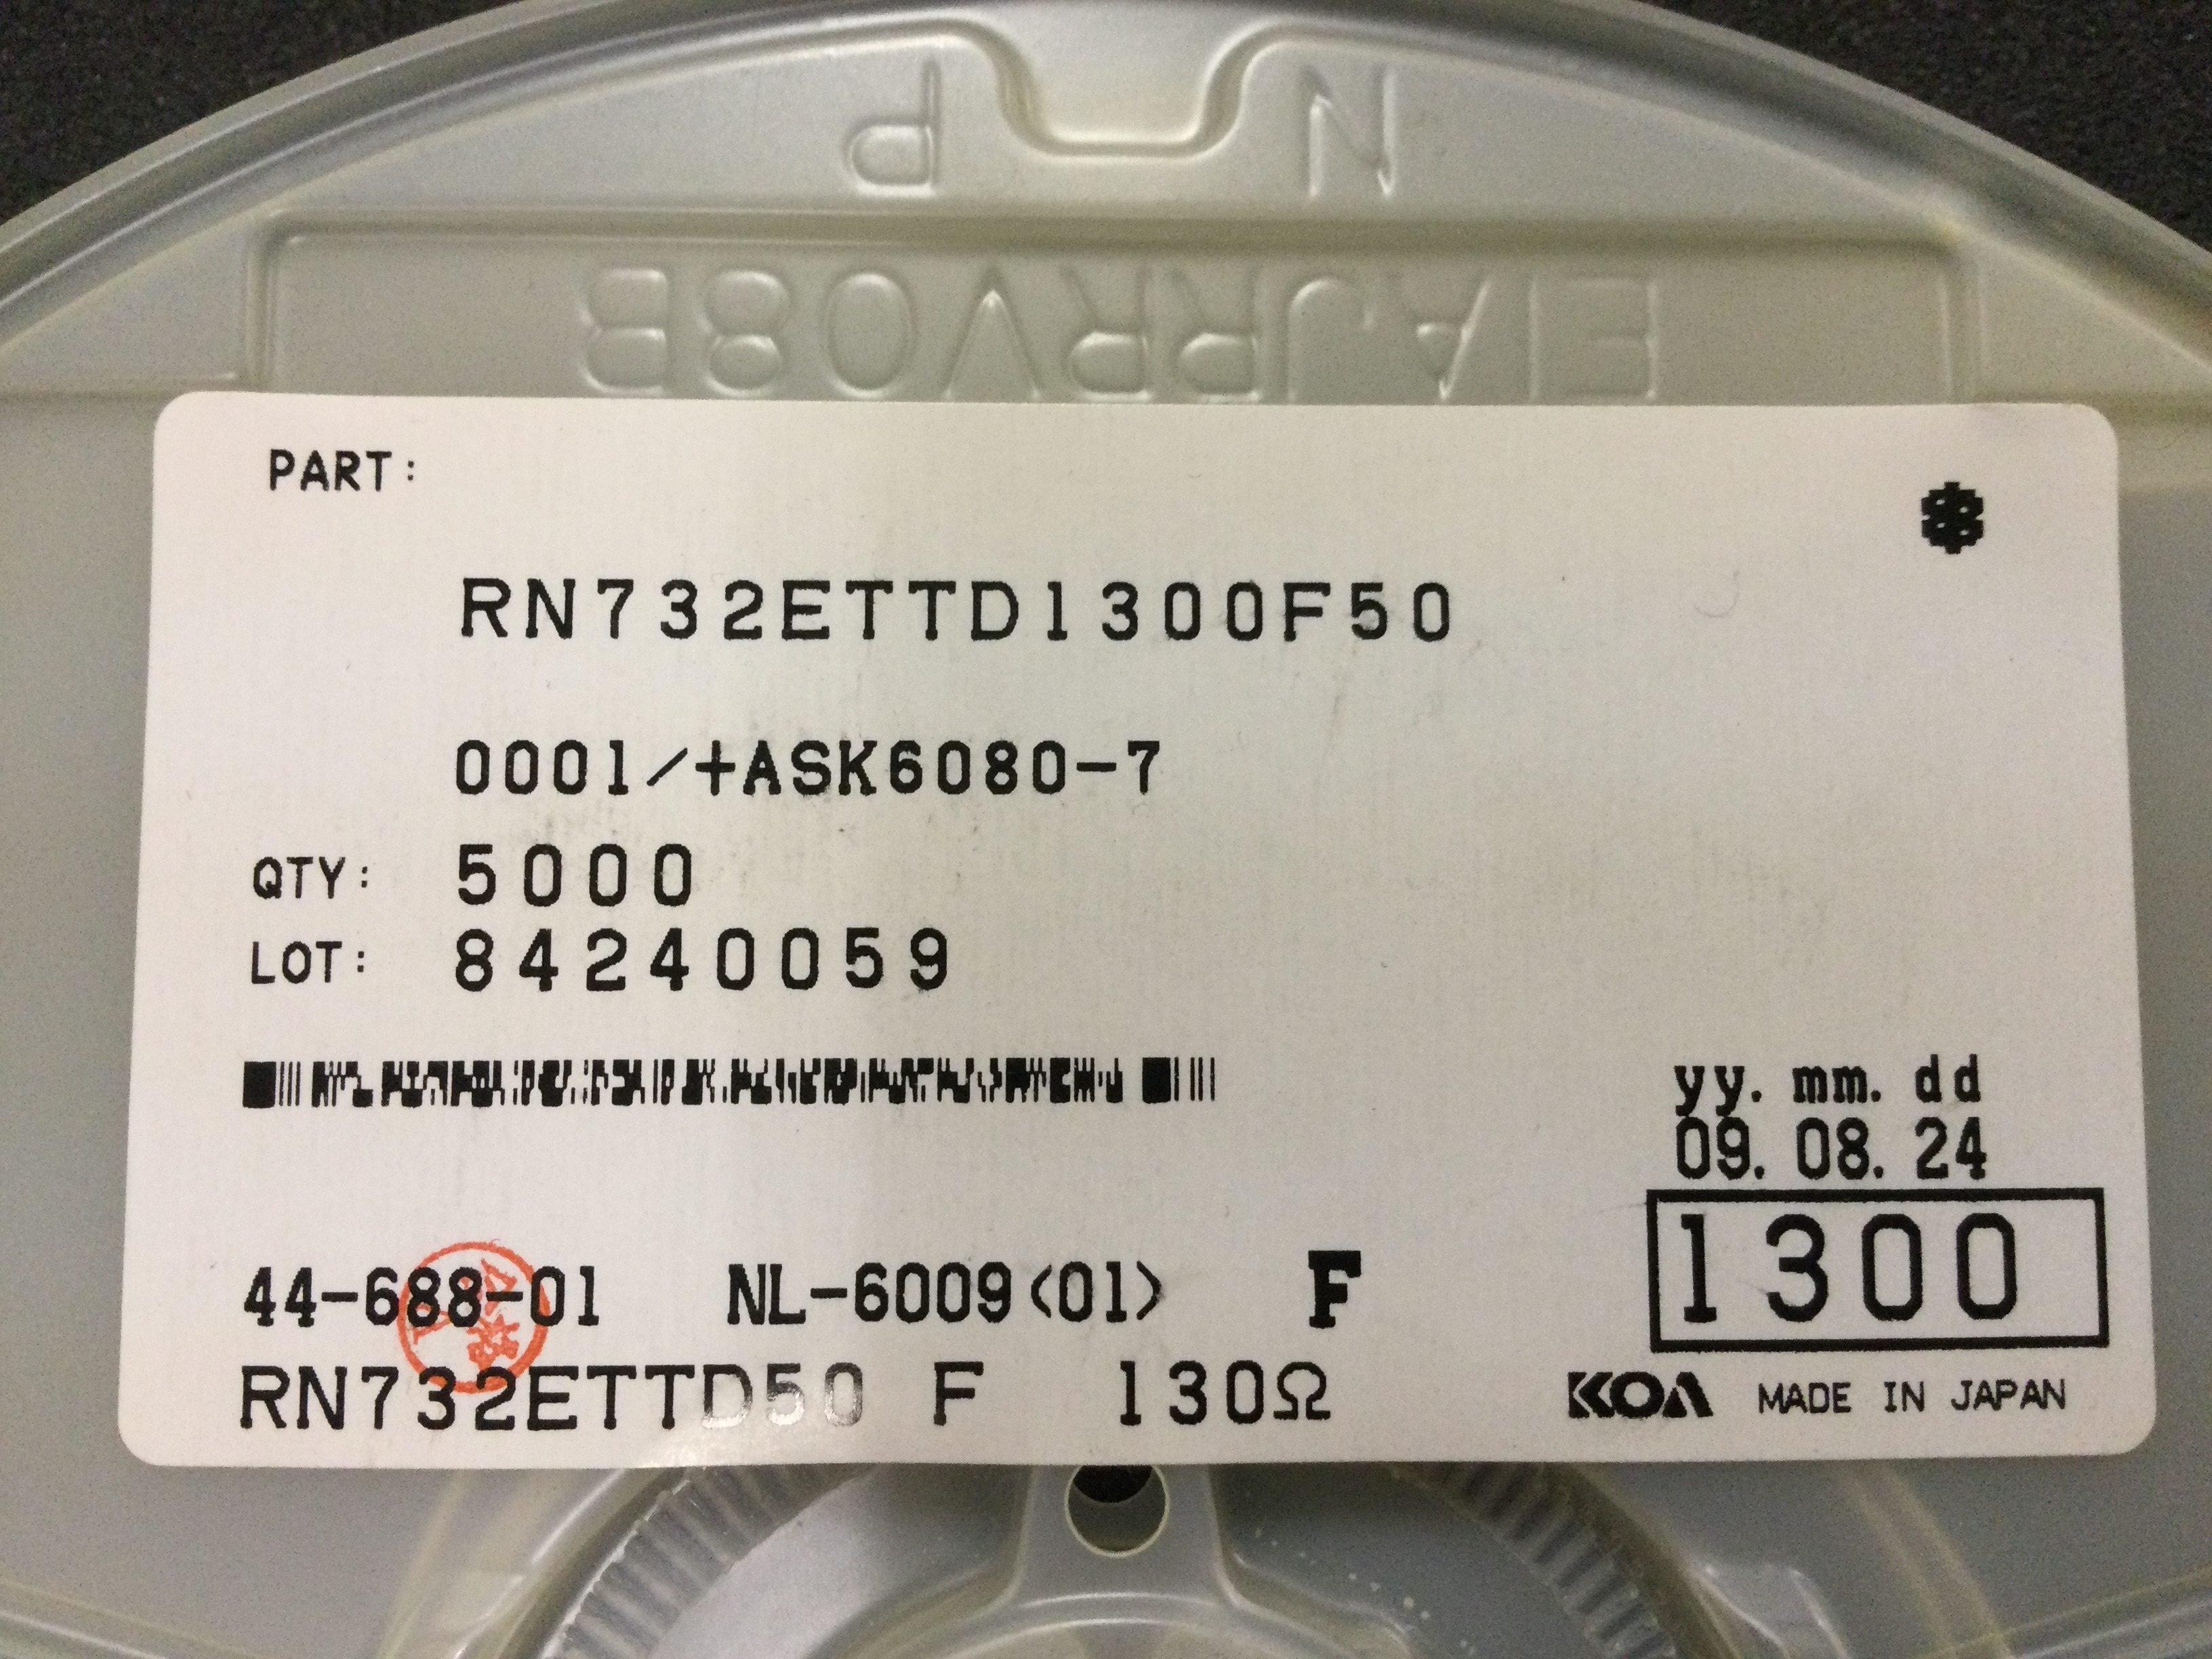 N P
EIAJRRV08B
PART:
*
RN732ETTD1300F50
0001/+ASK6080-7
QTY: 5000
LOT: 84240059
yy. mm. dd
09. 08. 24
1300
44-688-01 NL-6009<01> F
RN732ETTD50 F 130Ω
KOA MADE IN JAPAN